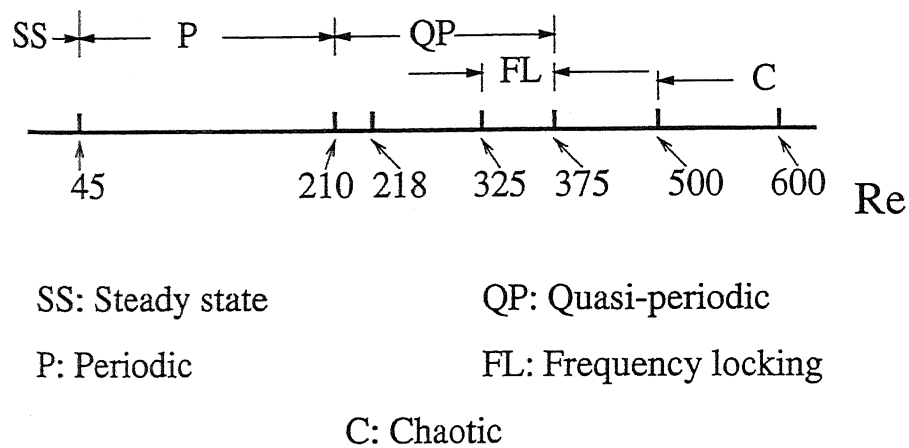 SS P QP
FL C
45 210 218 325 375 500 600 Re
SS: Steady state QP: Quasi-periodic
P: Periodic FL: Frequency locking
C: Chaotic